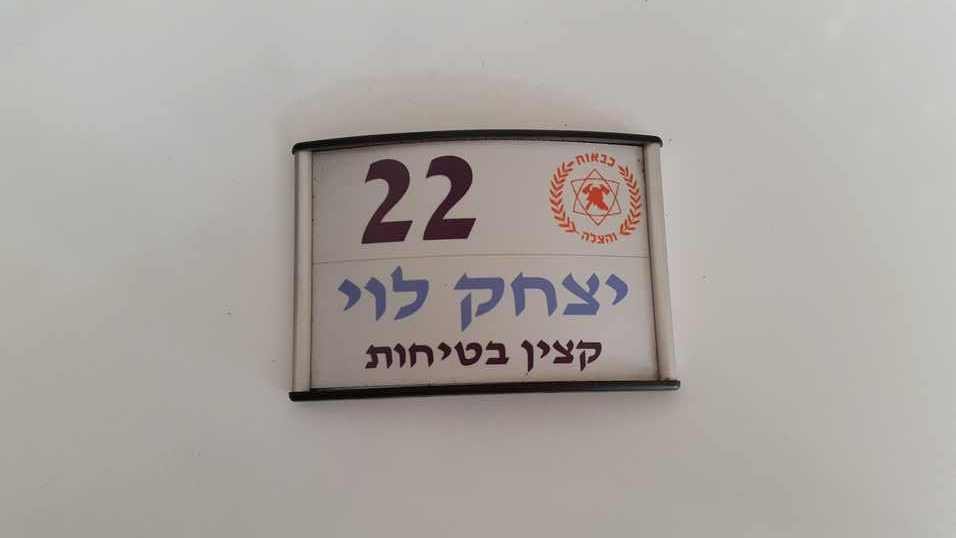 22
כבאות
והצלה
יצחק לוי
קצין בטיחות